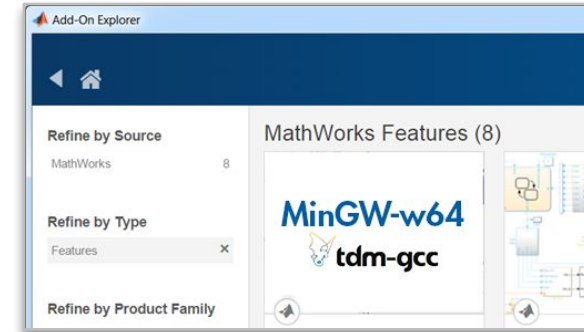 Add-On Explorer
Refine by Source
MathWorks 8
Refine by Type
Features ×
Refine by Product Family
MathWorks Features (8)
MinGW-w64
tdm-gcc